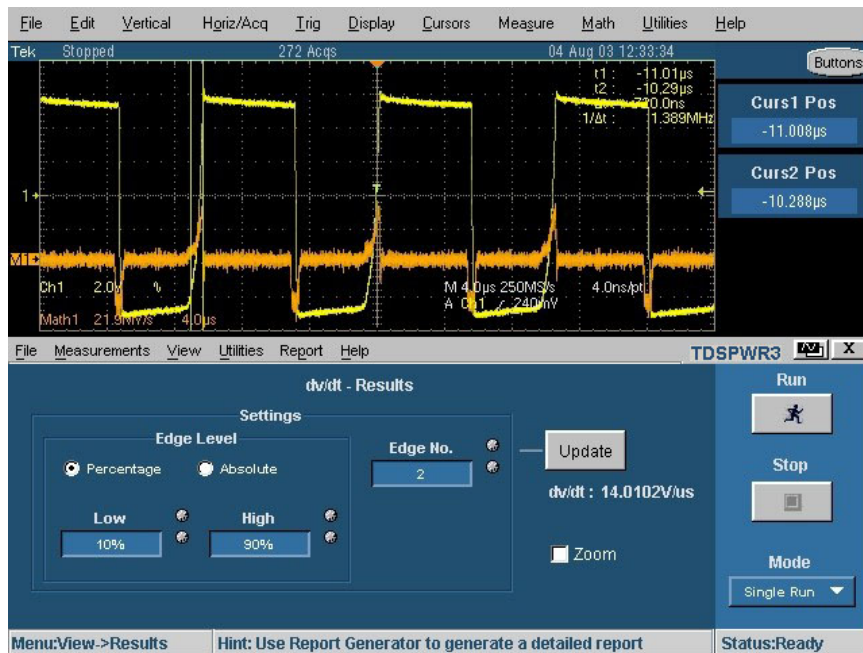 File Edit Vertical Horiz/Acq Trig Display Cursors Measure Math Utilities Help
Tek Stopped 272 Acqs 04 Aug 03 12:33:34
Buttons
t1 : -11.01µs
t2 : -10.29µs
720.0ns
1/Δt : 1.389MHz
Curs1 Pos
-11.008µs
Curs2 Pos
-10.288µs
1
M1
Ch1 2.0V M 4.0µs 250MS/s 4.0ns/pt
A Ch1 240mV
Math1 4.0µs
File Measurements View Utilities Report Help TDSPWR3 X
dv/dt - Results
Settings
Edge Level
Percentage Absolute
Low High
10% 90%
Edge No.
2
Update
dv/dt : 14.0102V/us
Zoom
Run
Stop
Mode
Single Run
Menu:View->Results Hint: Use Report Generator to generate a detailed report Status:Ready